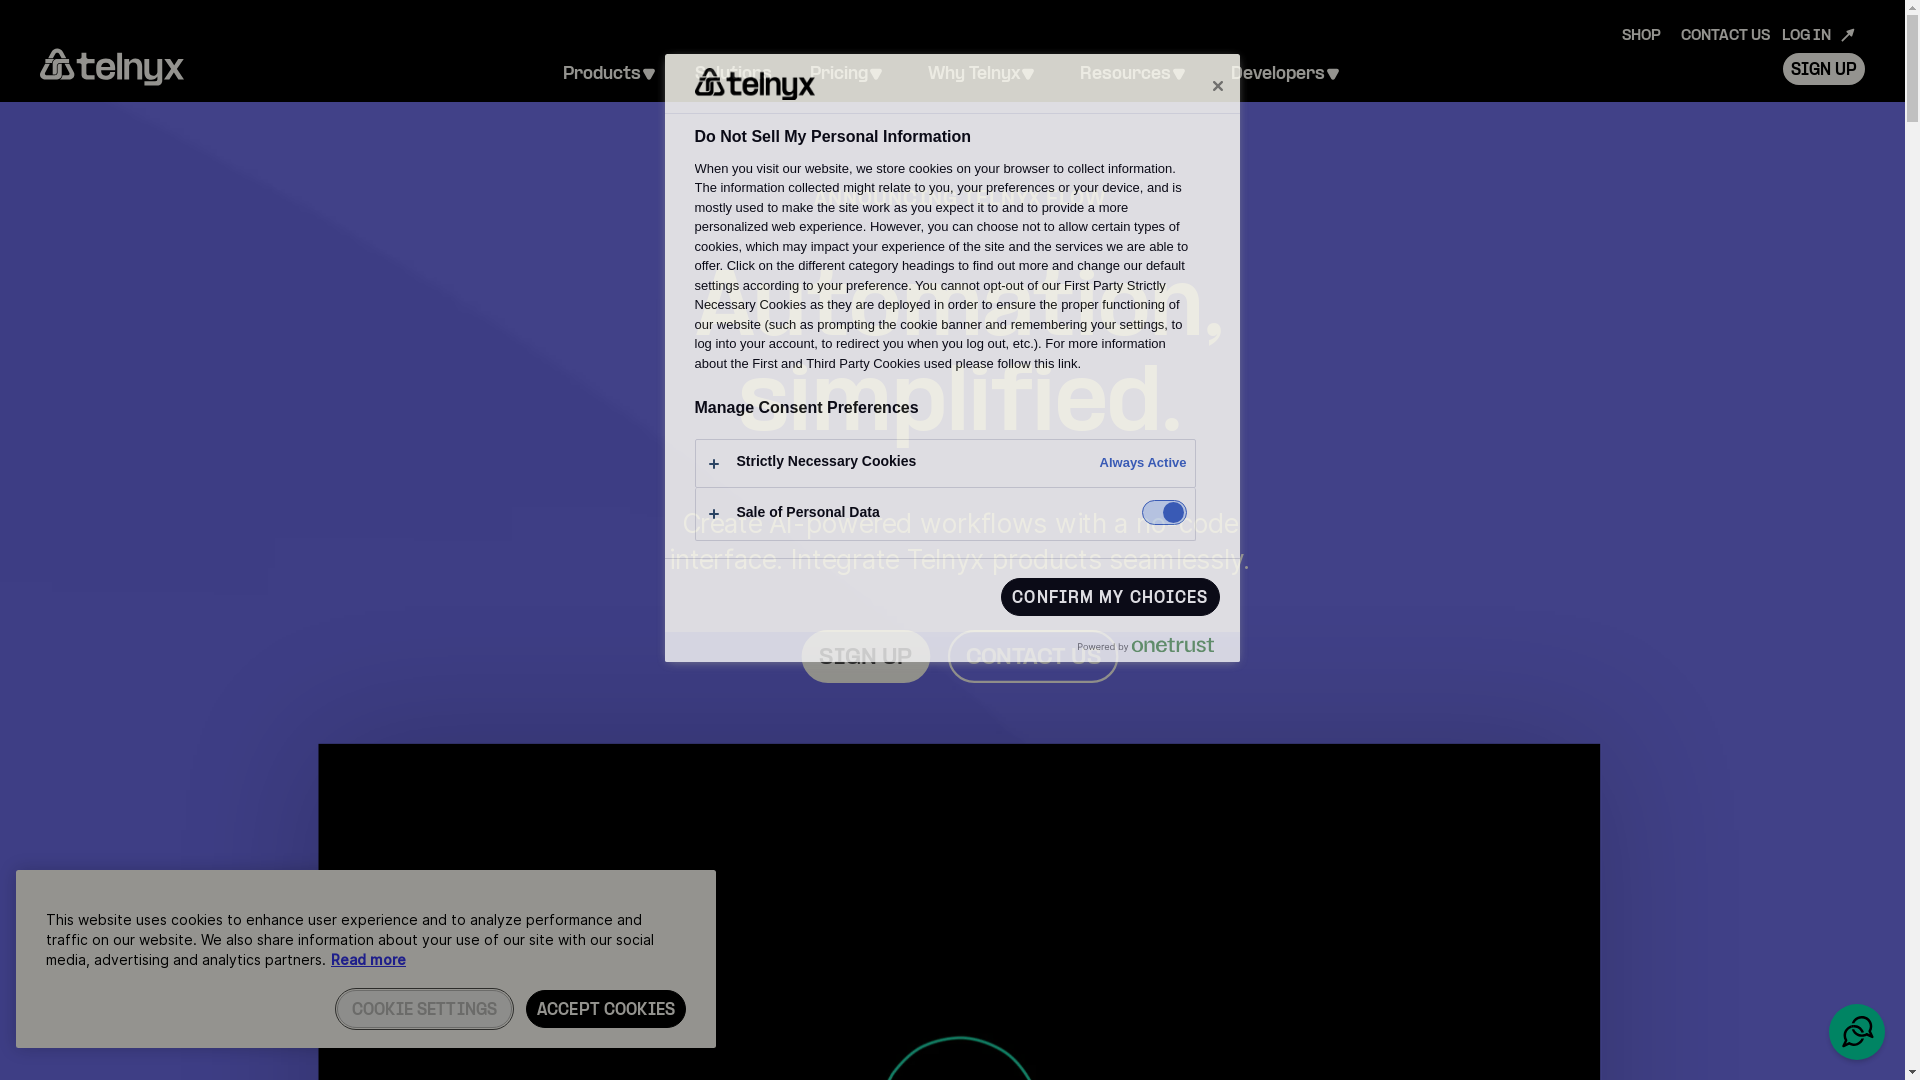 SHOP CONTACT US LOG IN
telnyx
Products Solutions Pricing Why Telnyx Resources Developers
SIGN UP
telnyx
Do Not Sell My Personal Information
When you visit our website, we store cookies on your browser to collect information.
The information collected might relate to you, your preferences or your device, and is
mostly used to make the site work as you expect it to and to provide a more
personalized web experience. However, you can choose not to allow certain types of
cookies, which may impact your experience of the site and the services we are able to
offer. Click on the different category headings to find out more and change our default
settings according to your preference. You cannot opt-out of our First Party Strictly
Necessary Cookies as they are deployed in order to ensure the proper functioning of
our website (such as prompting the cookie banner and remembering your settings, to
log into your account, to redirect you when you log out, etc.). For more information
about the First and Third Party Cookies used please follow this link.
Manage Consent Preferences
Strictly Necessary Cookies Always Active
Sale of Personal Data
CONFIRM MY CHOICES
Powered by onetrust
ANNOUNCING TELNYX FLOW
Automation,
simplified.
Create AI-powered workflows with a no-code
interface. Integrate Telnyx products seamlessly.
SIGN UP CONTACT US
This website uses cookies to enhance user experience and to analyze performance and
traffic on our website. We also share information about your use of our site with our social
media, advertising and analytics partners. Read more
COOKIE SETTINGS ACCEPT COOKIES